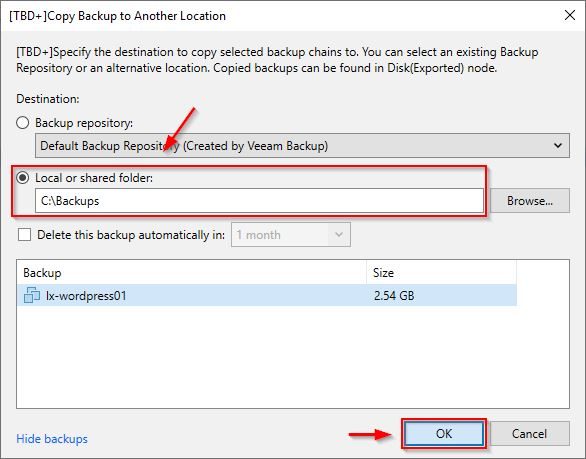 [TBD+]Copy Backup to Another Location
[TBD+]Specify the destination to copy selected backup chains to. You can select an existing Backup
Repository or an alternative location. Copied backups can be found in Disk(Exported) node.
Destination:
Backup repository:
Default Backup Repository (Created by Veeam Backup)
Local or shared folder:
C:\Backups
Browse...
Delete this backup automatically in:
1 month
Backup Size
lx-wordpress01 2.54 GB
Hide backups
OK
Cancel